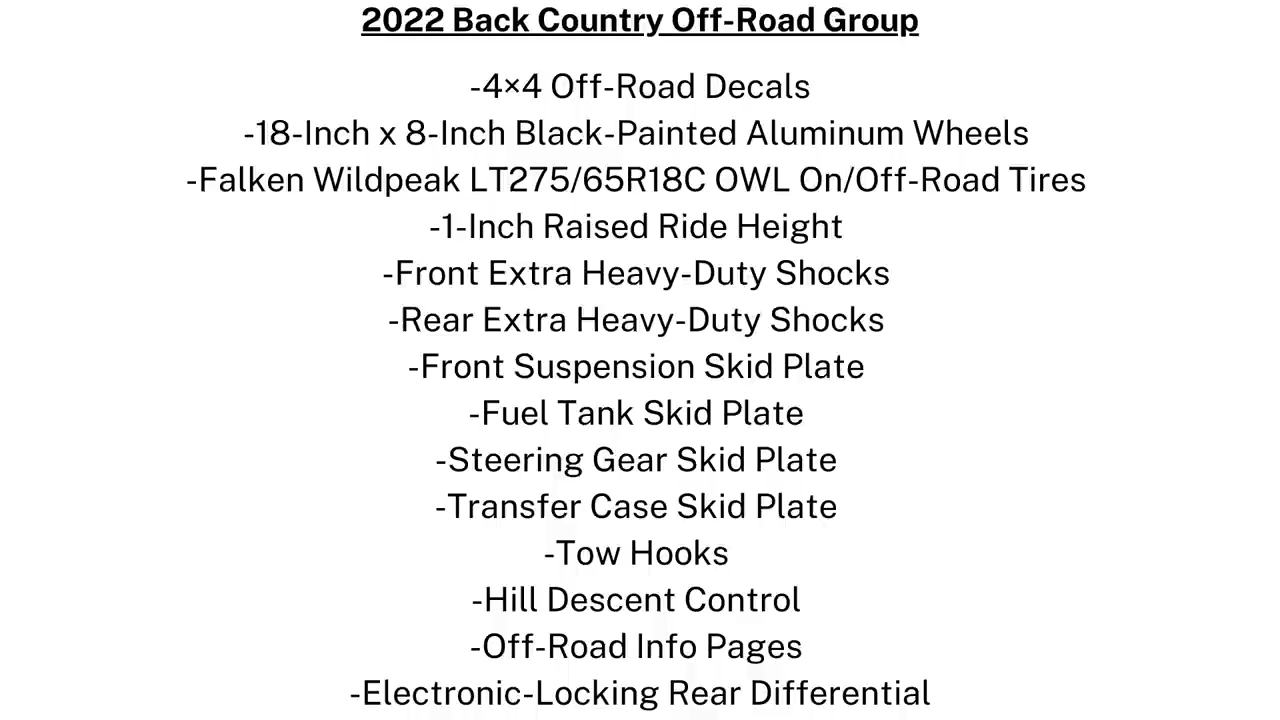 2022 Back Country Off-Road Group
-4×4 Off-Road Decals
-18-Inch x 8-Inch Black-Painted Aluminum Wheels
-Falken Wildpeak LT275/65R18C OWL On/Off-Road Tires
-1-Inch Raised Ride Height
-Front Extra Heavy-Duty Shocks
-Rear Extra Heavy-Duty Shocks
-Front Suspension Skid Plate
-Fuel Tank Skid Plate
-Steering Gear Skid Plate
-Transfer Case Skid Plate
-Tow Hooks
-Hill Descent Control
-Off-Road Info Pages
-Electronic-Locking Rear Differential